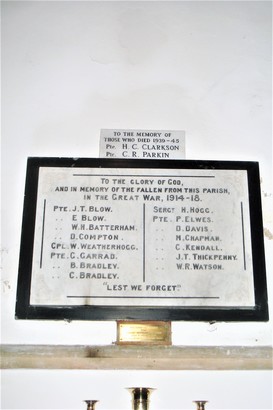 TO THE MEMORY OF
THOSE WHO DIED 1939-45
Pte. H. C. CLARKSON
Pte. C. R. PARKIN
TO THE GLORY OF GOD,
AND IN MEMORY OF THE FALLEN FROM THIS PARISH,
IN THE GREAT WAR, 1914-18.
PTE. J. T. BLOW.
.. E BLOW.
.. W. H. BATTERHAM.
.. D. COMPTON.
CPL. W. WEATHERHOGG.
PTE. C. GARRAD.
.. B. BRADLEY.
.. C. BRADLEY.
SERGT H. HOGG.
PTE. P. ELWES.
.. D. DAVIS.
.. M. CHAPMAN.
.. C. KENDALL.
.. J. T. THICKPENNY.
.. W. R. WATSON.
"LEST WE FORGET."